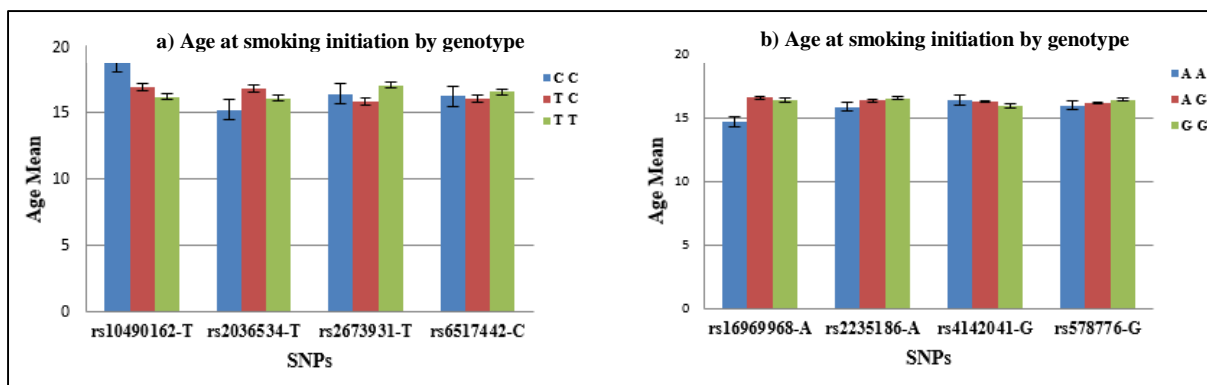 a) Age at smoking initiation by genotype
20
15
10
5
0
Age Mean
C C
T C
T T
rs10490162-T rs2036534-T rs2673931-T rs6517442-C
SNPs
b) Age at smoking initiation by genotype
20
15
10
5
0
Age Mean
A A
A G
G G
rs16969968-A rs2235186-A rs4142041-G rs578776-G
SNPs